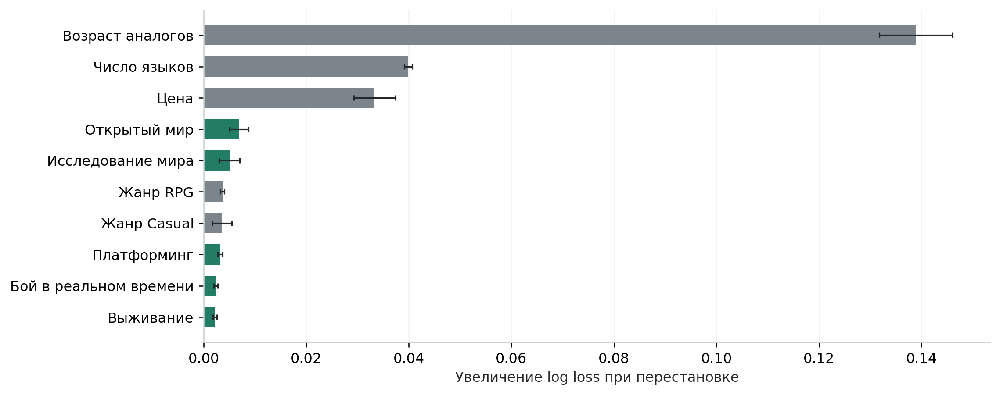 Возраст аналогов
Число языков
Цена
Открытый мир
Исследование мира
Жанр RPG
Жанр Casual
Платформинг
Бой в реальном времени
Выживание
0.00 0.02 0.04 0.06 0.08 0.10 0.12 0.14
Увеличение log loss при перестановке